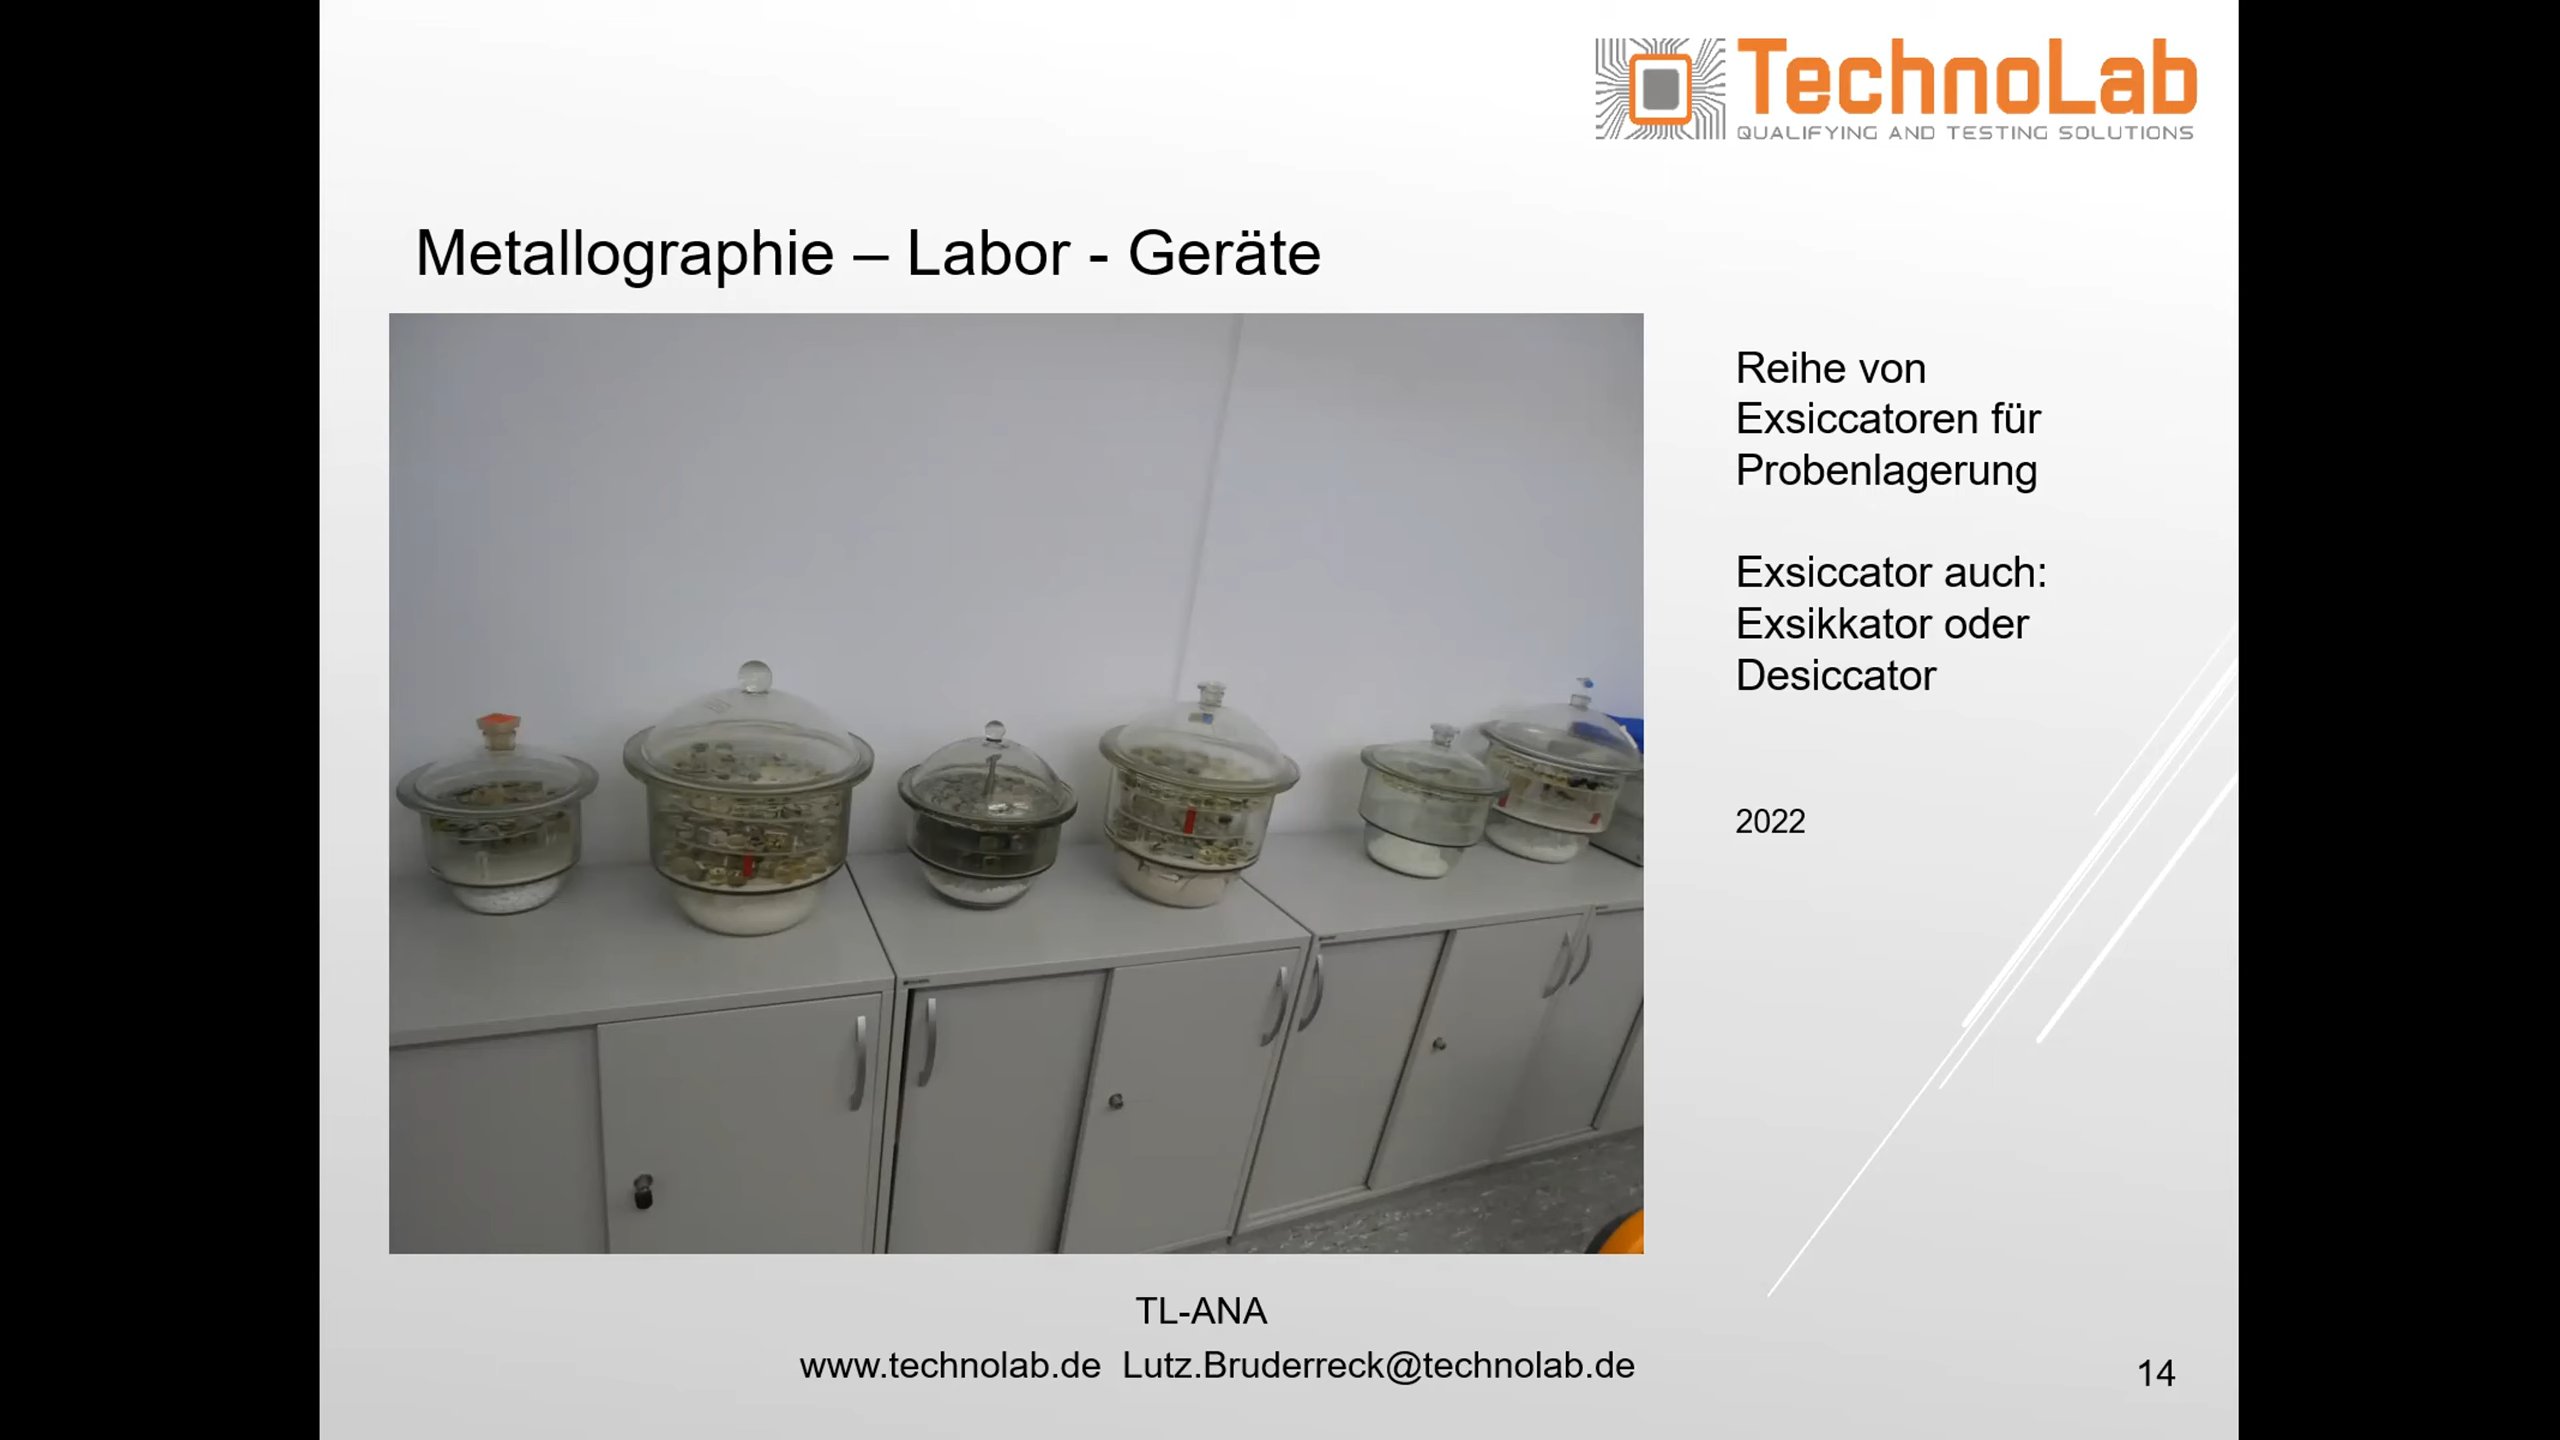 TechnoLab
QUALIFYING AND TESTING SOLUTIONS
Metallographie – Labor - Geräte
Reihe von
Exsiccatoren für
Probenlagerung
Exsiccator auch:
Exsikkator oder
Desiccator
2022
TL-ANA
www.technolab.de Lutz.Bruderreck@technolab.de
14